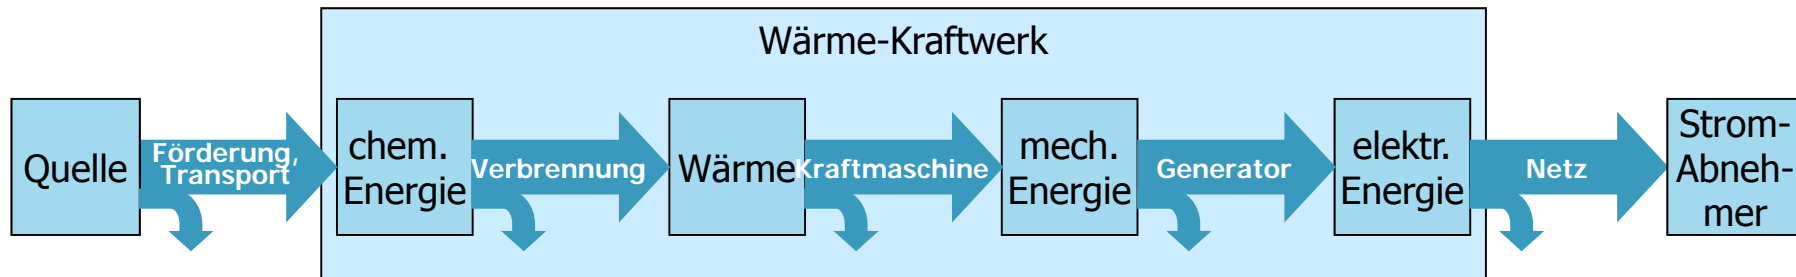 Wärme-Kraftwerk
Quelle
Förderung,
Transport
chem.
Energie
Verbrennung
Wärme
Kraftmaschine
mech.
Energie
Generator
elektr.
Energie
Netz
Strom-
Abneh-
mer